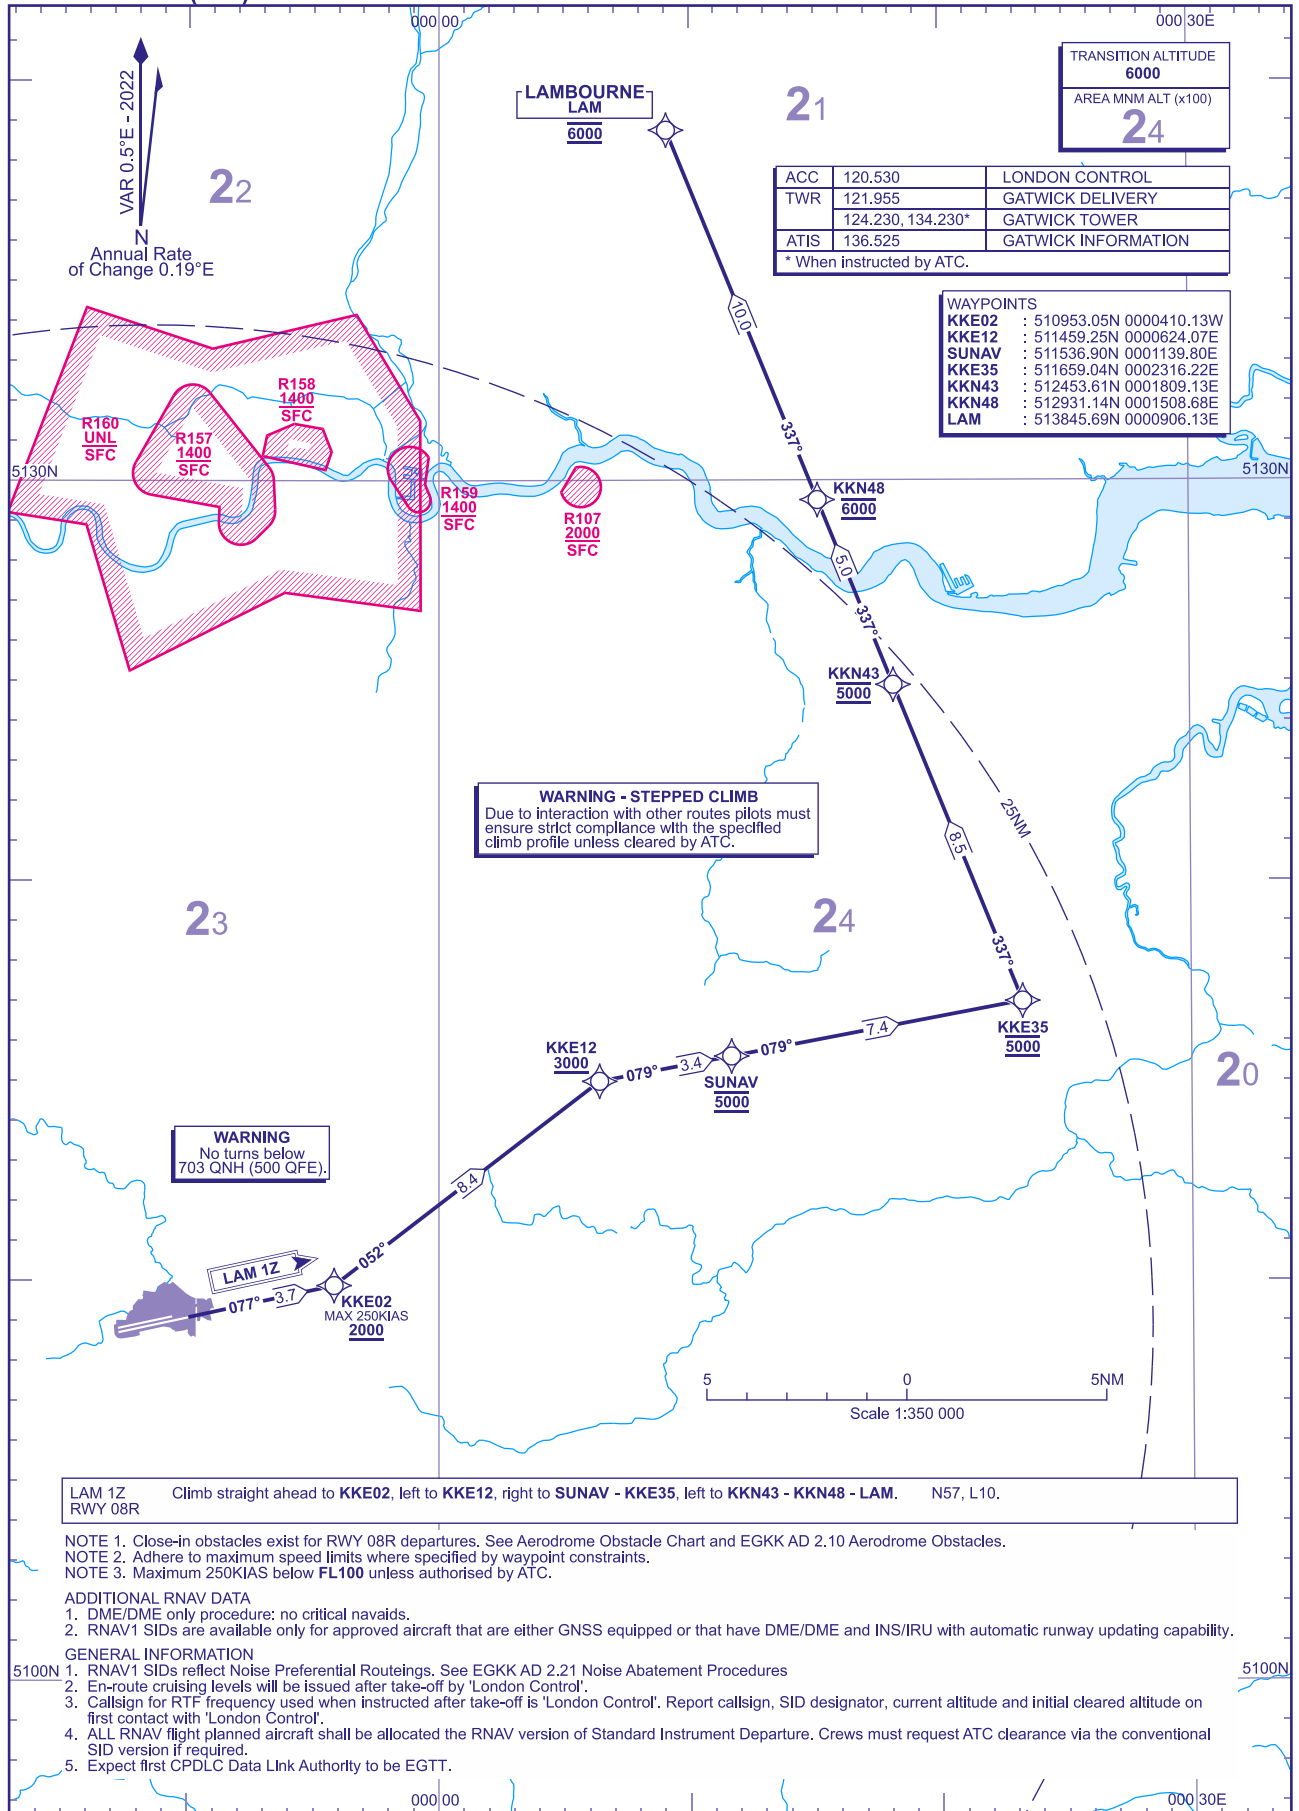 000 00
000 30E
TRANSITION ALTITUDE
6000
AREA MNM ALT (x100)
24
VAR 0.5°E - 2022
N
Annual Rate
of Change 0.19°E
LAMBOURNE
LAM
6000
21
22
ACC 120.530 LONDON CONTROL
TWR 121.955 GATWICK DELIVERY
124.230, 134.230* GATWICK TOWER
ATIS 136.525 GATWICK INFORMATION
* When instructed by ATC.
WAYPOINTS
KKE02 : 510953.05N 0000410.13W
KKE12 : 511459.25N 0000624.07E
SUNAV : 511536.90N 0001139.80E
KKE35 : 511659.04N 0002316.22E
KKN43 : 512453.61N 0001809.13E
KKN48 : 512931.14N 0001508.68E
LAM : 513845.69N 0000906.13E
10.0
337°
R160
UNL
SFC
R157
1400
SFC
R158
1400
SFC
R159
1400
SFC
R107
2000
SFC
5130N
5130N
KKN48
6000
5.0
337°
KKN43
5000
WARNING - STEPPED CLIMB
Due to interaction with other routes pilots must
ensure strict compliance with the specified
climb profile unless cleared by ATC.
25NM
8.5
337°
23
24
KKE35
5000
7.4
079°
SUNAV
5000
3.4
079°
KKE12
3000
20
WARNING
No turns below
703 QNH (500 QFE).
8.4
052°
LAM 1Z
077°
3.7
KKE02
MAX 250KIAS
2000
5 0 5NM
Scale 1:350 000
LAM 1Z Climb straight ahead to KKE02, left to KKE12, right to SUNAV - KKE35, left to KKN43 - KKN48 - LAM. N57, L10.
RWY 08R
NOTE 1. Close-in obstacles exist for RWY 08R departures. See Aerodrome Obstacle Chart and EGKK AD 2.10 Aerodrome Obstacles.
NOTE 2. Adhere to maximum speed limits where specified by waypoint constraints.
NOTE 3. Maximum 250KIAS below FL100 unless authorised by ATC.
ADDITIONAL RNAV DATA
1. DME/DME only procedure: no critical navaids.
2. RNAV1 SIDs are available only for approved aircraft that are either GNSS equipped or that have DME/DME and INS/IRU with automatic runway updating capability.
GENERAL INFORMATION
5100N
5100N
1. RNAV1 SIDs reflect Noise Preferential Routeings. See EGKK AD 2.21 Noise Abatement Procedures
2. En-route cruising levels will be issued after take-off by 'London Control'.
3. Callsign for RTF frequency used when instructed after take-off is 'London Control'. Report callsign, SID designator, current altitude and initial cleared altitude on
first contact with 'London Control'.
4. ALL RNAV flight planned aircraft shall be allocated the RNAV version of Standard Instrument Departure. Crews must request ATC clearance via the conventional
SID version if required.
5. Expect first CPDLC Data Link Authority to be EGTT.
000 00
000 30E